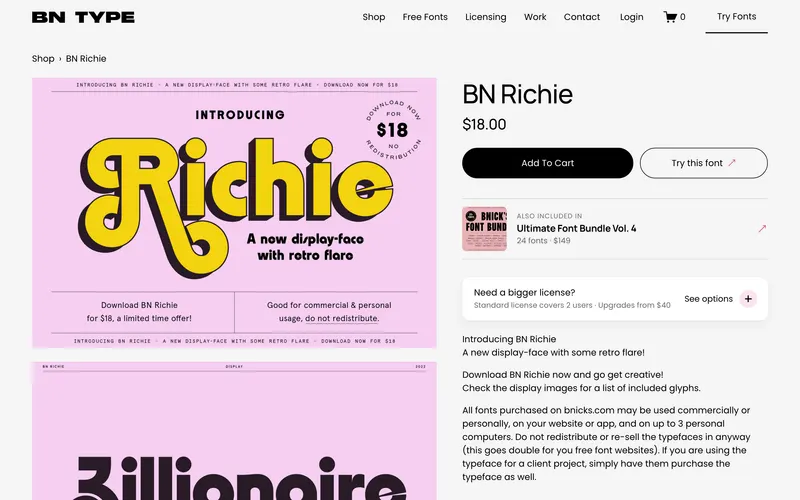 BN TYPE
Shop
Free Fonts
Licensing
Work
Contact
Login
0
Try Fonts
Shop › BN Richie
INTRODUCING BN RICHIE - A NEW DISPLAY-FACE WITH SOME RETRO FLARE - DOWNLOAD NOW FOR $18
INTRODUCING
DOWNLOAD NOW
FOR
$18
NO
REDISTRIBUTION
Richie
A new display-face
with retro flare
Download BN Richie
for $18, a limited time offer!
Good for commercial & personal
usage, do not redistribute.
INTRODUCING BN RICHIE - A NEW DISPLAY-FACE WITH SOME RETRO FLARE - DOWNLOAD NOW FOR $18
BN RICHIE
DISPLAY
2022
Zillionaire
BN Richie
$18.00
Add To Cart
Try this font ↗
BNICK'S
FONT BUND
ALSO INCLUDED IN
Ultimate Font Bundle Vol. 4
24 fonts · $149
Need a bigger license?
Standard license covers 2 users · Upgrades from $40
See options
+
Introducing BN Richie
A new display-face with some retro flare!
Download BN Richie now and go get creative!
Check the display images for a list of included glyphs.
All fonts purchased on bnicks.com may be used commercially or
personally, on your website or app, and on up to 3 personal
computers. Do not redistribute or re-sell the typefaces in anyway
(this goes double for you free font websites). If you are using the
typeface for a client project, simply have them purchase the
typeface as well.